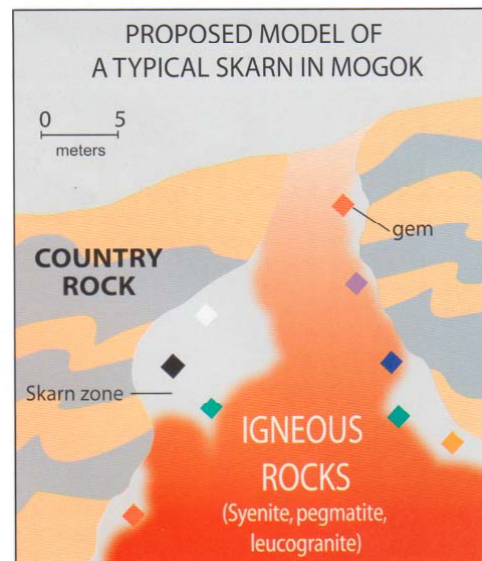 PROPOSED MODEL OF
A TYPICAL SKARN IN MOGOK
0 5
meters
gem
COUNTRY
ROCK
Skarn zone
IGNEOUS
ROCKS
(Syenite, pegmatite,
leucogranite)